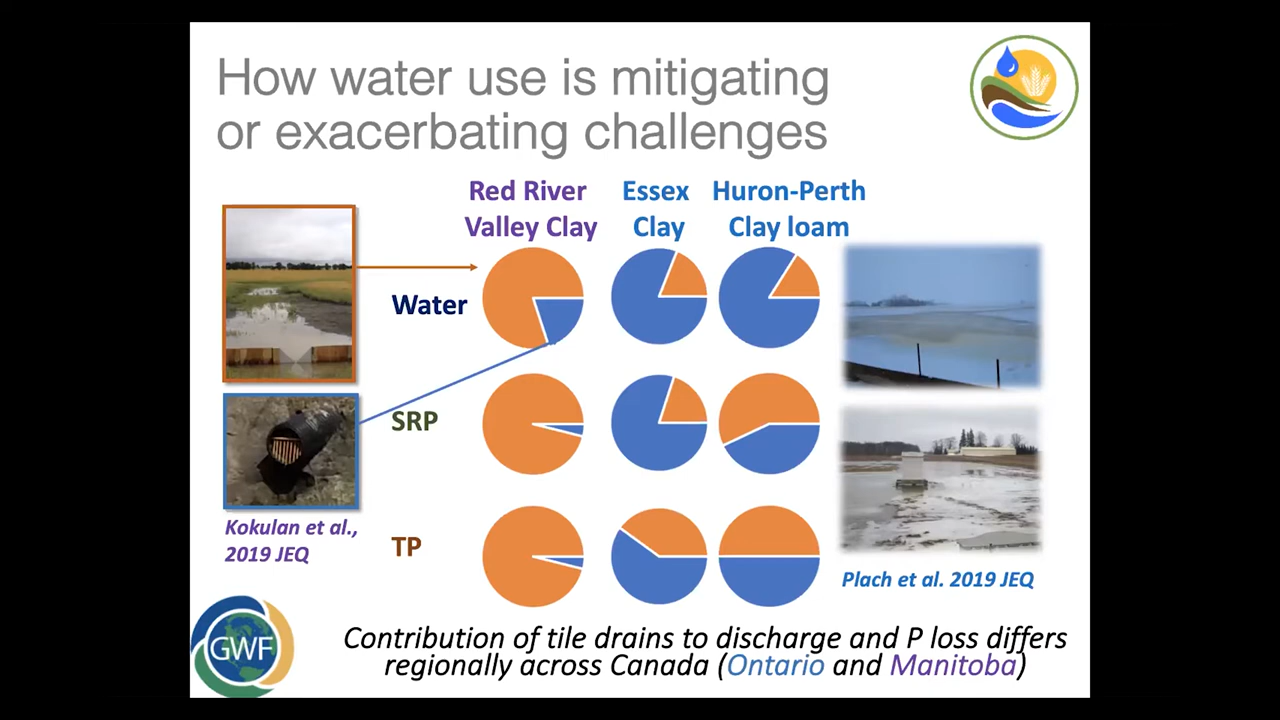 How water use is mitigating
or exacerbating challenges
Red River
Valley Clay
Essex
Clay
Huron-Perth
Clay loam
Water
SRP
TP
Kokulan et al.,
2019 JEQ
Plach et al. 2019 JEQ
GWF
Contribution of tile drains to discharge and P loss differs
regionally across Canada (Ontario and Manitoba)